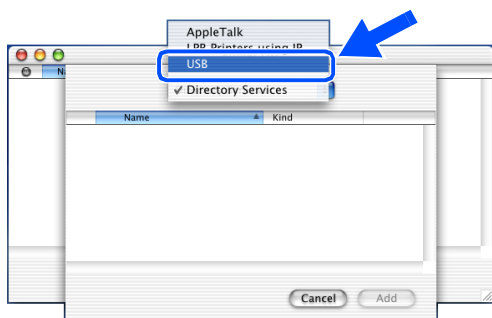 AppleTalk
LPR Printers using IP
USB
✓ Directory Services
Name Kind
Cancel Add